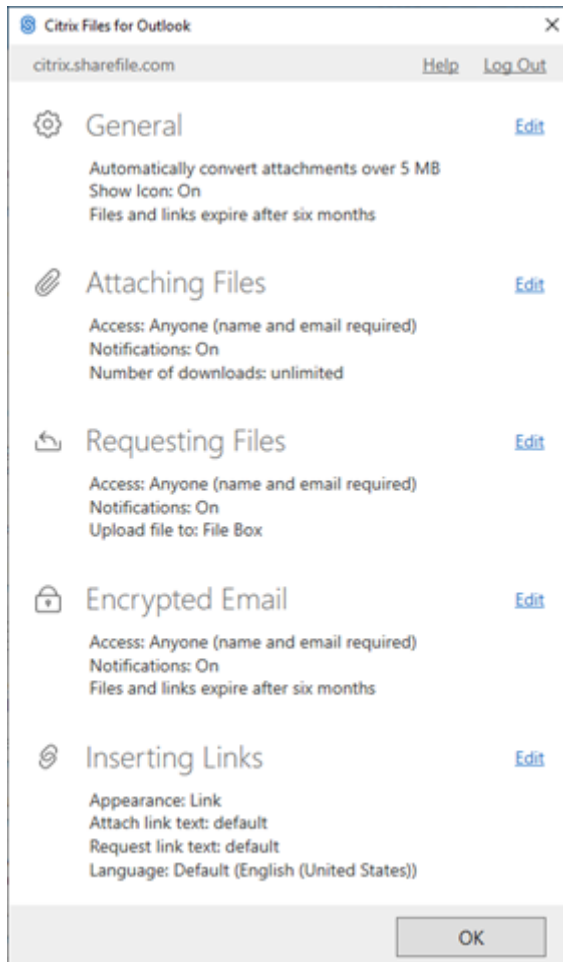 Citrix Files for Outlook
citrix.sharefile.com Help Log Out
General Edit
Automatically convert attachments over 5 MB
Show Icon: On
Files and links expire after six months
Attaching Files Edit
Access: Anyone (name and email required)
Notifications: On
Number of downloads: unlimited
Requesting Files Edit
Access: Anyone (name and email required)
Notifications: On
Upload file to: File Box
Encrypted Email Edit
Access: Anyone (name and email required)
Notifications: On
Files and links expire after six months
Inserting Links Edit
Appearance: Link
Attach link text: default
Request link text: default
Language: Default (English (United States))
OK